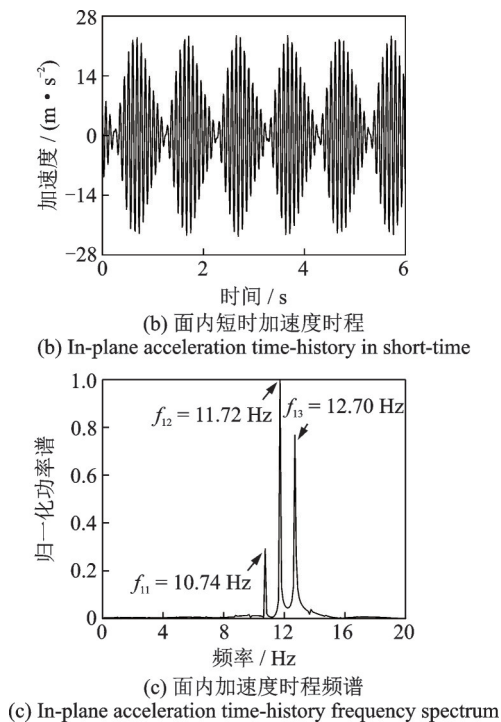 28
14
0
−14
−28
加速度 / (m • s⁻²)
0 2 4 6
时间 / s
(b) 面内短时加速度时程
(b) In-plane acceleration time-history in short-time
1.0
0.8
0.6
0.4
0.2
0
归一化功率谱
f₁₂ = 11.72 Hz
f₁₃ = 12.70 Hz
f₁₁ = 10.74 Hz
0 4 8 12 16 20
频率 / Hz
(c) 面内加速度时程频谱
(c) In-plane acceleration time-history frequency spectrum